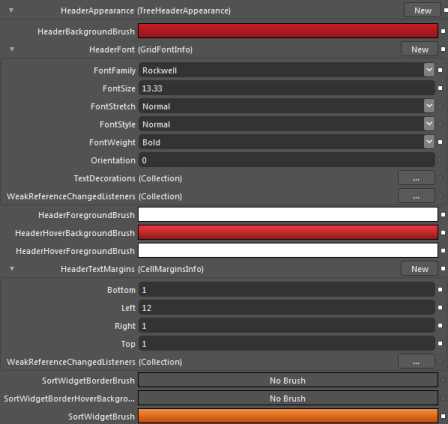 HeaderAppearance (TreeHeaderAppearance) New
HeaderBackgroundBrush
HeaderFont (GridFontInfo) New
FontFamily Rockwell
FontSize 13.33
FontStretch Normal
FontStyle Normal
FontWeight Bold
Orientation 0
TextDecorations (Collection) ...
WeakReferenceChangedListeners (Collection) ...
HeaderForegroundBrush
HeaderHoverBackgroundBrush
HeaderHoverForegroundBrush
HeaderTextMargins (CellMarginsInfo) New
Bottom 1
Left 12
Right 1
Top 1
WeakReferenceChangedListeners (Collection) ...
SortWidgetBorderBrush No Brush
SortWidgetBorderHoverBackgro... No Brush
SortWidgetBrush